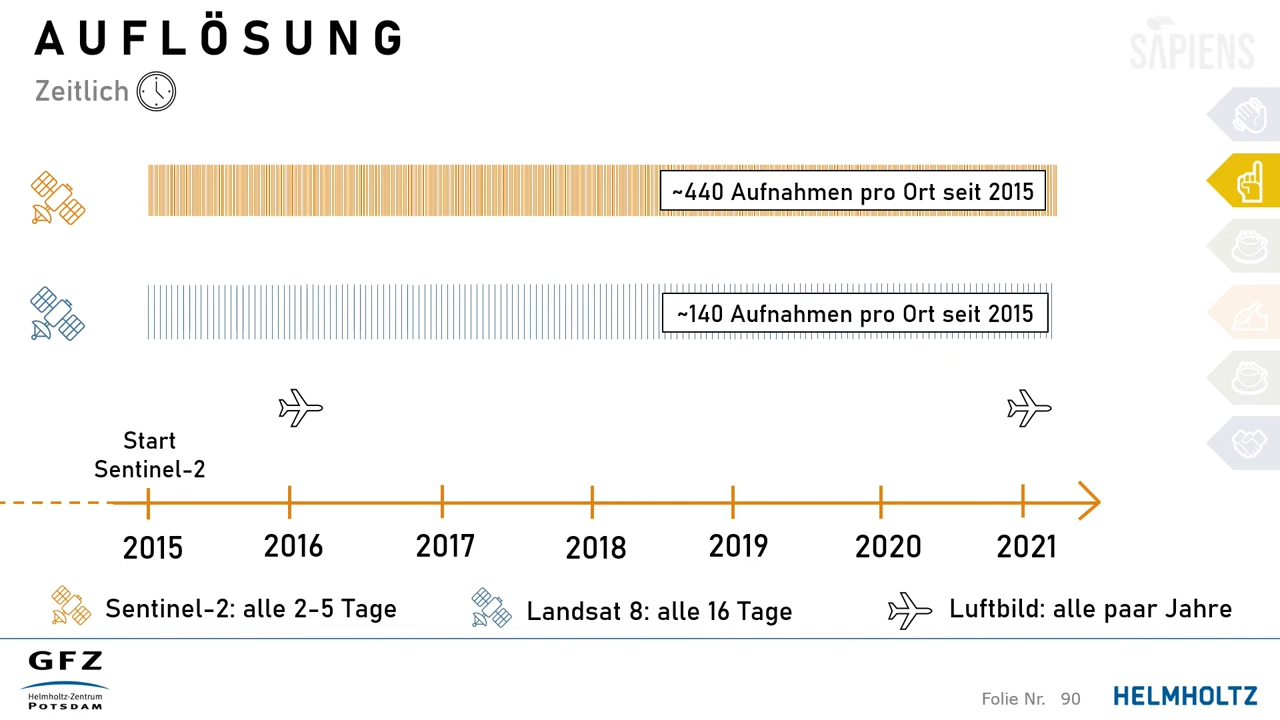 AUFLÖSUNG
SAPIENS
Zeitlich
~440 Aufnahmen pro Ort seit 2015
~140 Aufnahmen pro Ort seit 2015
Start
Sentinel-2
2015 2016 2017 2018 2019 2020 2021
Sentinel-2: alle 2-5 Tage
Landsat 8: alle 16 Tage
Luftbild: alle paar Jahre
GFZ
Helmholtz-Zentrum
POTSDAM
Folie Nr. 90
HELMHOLTZ